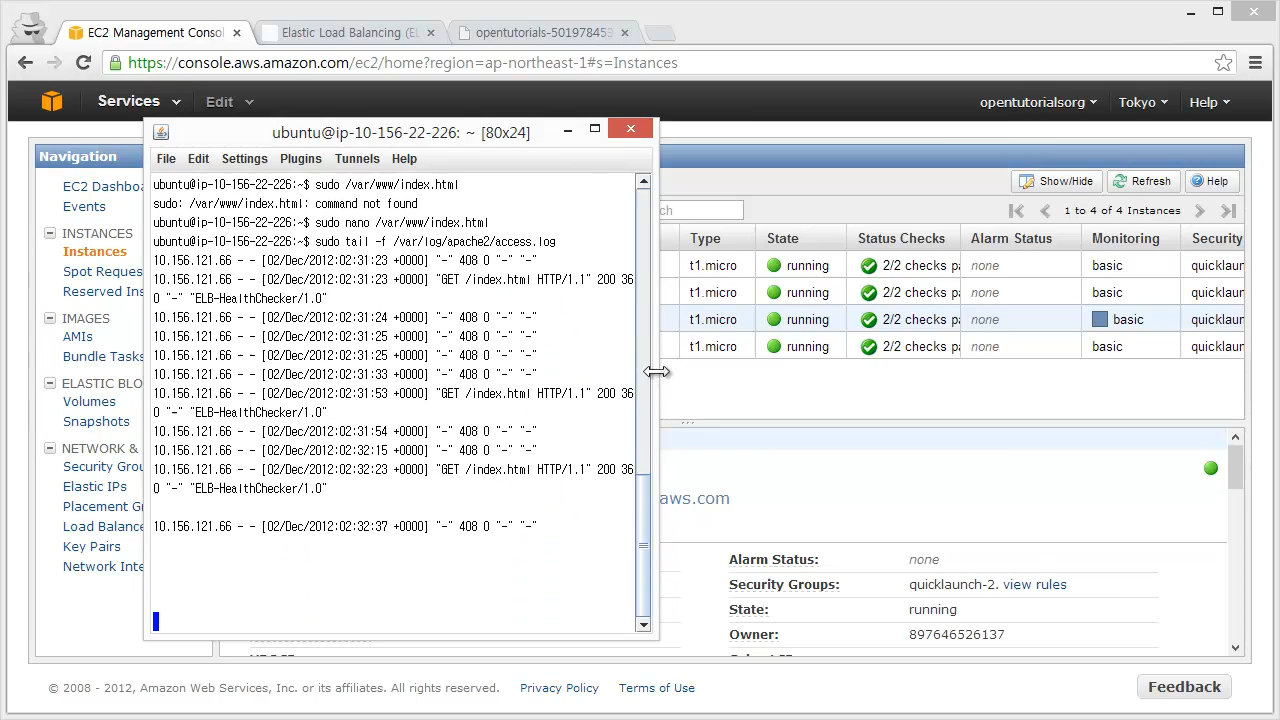 EC2 Management Consol
Elastic Load Balancing (EL
opentutorials-501978453
https://console.aws.amazon.com/ec2/home?region=ap-northeast-1#s=Instances
Services
Edit
opentutorialsorg
Tokyo
Help
Navigation
EC2 Dashboa
Events
INSTANCES
Instances
Spot Reques
Reserved Ins
IMAGES
AMIs
Bundle Tasks
ELASTIC BLO
Volumes
Snapshots
NETWORK &
Security Grou
Elastic IPs
Placement Gr
Load Balance
Key Pairs
Network Inte
ubuntu@ip-10-156-22-226: ~ [80x24]
File Edit Settings Plugins Tunnels Help
ubuntu@ip-10-156-22-226:~$ sudo /var/www/index.html
sudo: /var/www/index.html: command not found
ubuntu@ip-10-156-22-226:~$ sudo nano /var/www/index.html
ubuntu@ip-10-156-22-226:~$ sudo tail -f /var/log/apache2/access.log
10.156.121.66 - - [02/Dec/2012:02:31:23 +0000] "-" 408 0 "-" "-"
10.156.121.66 - - [02/Dec/2012:02:31:23 +0000] "GET /index.html HTTP/1.1" 200 36
0 "-" "ELB-HealthChecker/1.0"
10.156.121.66 - - [02/Dec/2012:02:31:24 +0000] "-" 408 0 "-" "-"
10.156.121.66 - - [02/Dec/2012:02:31:25 +0000] "-" 408 0 "-" "-"
10.156.121.66 - - [02/Dec/2012:02:31:25 +0000] "-" 408 0 "-" "-"
10.156.121.66 - - [02/Dec/2012:02:31:33 +0000] "-" 408 0 "-" "-"
10.156.121.66 - - [02/Dec/2012:02:31:53 +0000] "GET /index.html HTTP/1.1" 200 36
0 "-" "ELB-HealthChecker/1.0"
10.156.121.66 - - [02/Dec/2012:02:31:54 +0000] "-" 408 0 "-" "-"
10.156.121.66 - - [02/Dec/2012:02:32:15 +0000] "-" 408 0 "-" "-"
10.156.121.66 - - [02/Dec/2012:02:32:23 +0000] "GET /index.html HTTP/1.1" 200 36
0 "-" "ELB-HealthChecker/1.0"
10.156.121.66 - - [02/Dec/2012:02:32:37 +0000] "-" 408 0 "-" "-"
Show/Hide Refresh Help
rch
1 to 4 of 4 Instances
Type State Status Checks Alarm Status Monitoring Security
t1.micro running 2/2 checks pa none basic quicklaun
t1.micro running 2/2 checks pa none basic quicklaun
t1.micro running 2/2 checks pa none basic quicklaun
t1.micro running 2/2 checks pa none basic quicklaun
aws.com
Alarm Status: none
Security Groups: quicklaunch-2. view rules
State: running
Owner: 897646526137
© 2008 - 2012, Amazon Web Services, Inc. or its affiliates. All rights reserved. Privacy Policy Terms of Use
Feedback